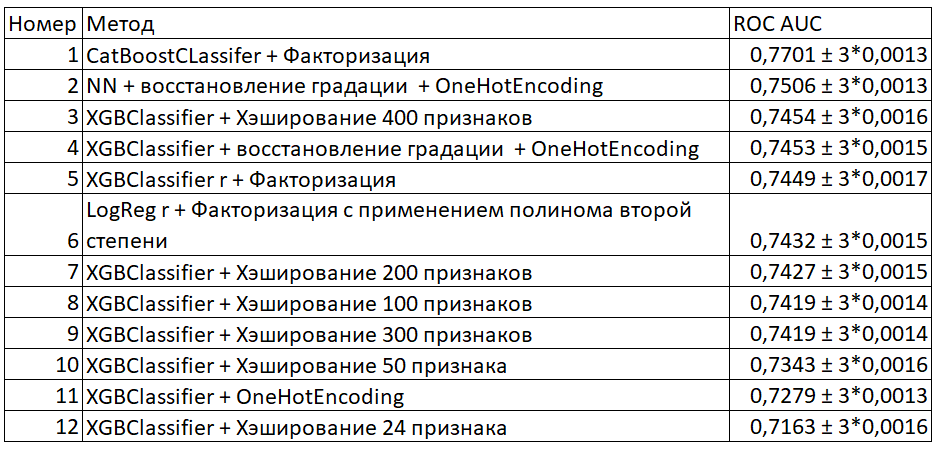 Номер Метод ROC AUC
1 CatBoostCLassifer + Факторизация 0,7701 ± 3*0,0013
2 NN + восстановление градации + OneHotEncoding 0,7506 ± 3*0,0013
3 XGBClassifier + Хэширование 400 признаков 0,7454 ± 3*0,0016
4 XGBClassifier + восстановление градации + OneHotEncoding 0,7453 ± 3*0,0015
5 XGBClassifier r + Факторизация 0,7449 ± 3*0,0017
LogReg r + Факторизация с применением полинома второй
6 степени 0,7432 ± 3*0,0015
7 XGBClassifier + Хэширование 200 признаков 0,7427 ± 3*0,0015
8 XGBClassifier + Хэширование 100 признаков 0,7419 ± 3*0,0014
9 XGBClassifier + Хэширование 300 признаков 0,7419 ± 3*0,0014
10 XGBClassifier + Хэширование 50 признака 0,7343 ± 3*0,0016
11 XGBClassifier + OneHotEncoding 0,7279 ± 3*0,0013
12 XGBClassifier + Хэширование 24 признака 0,7163 ± 3*0,0016